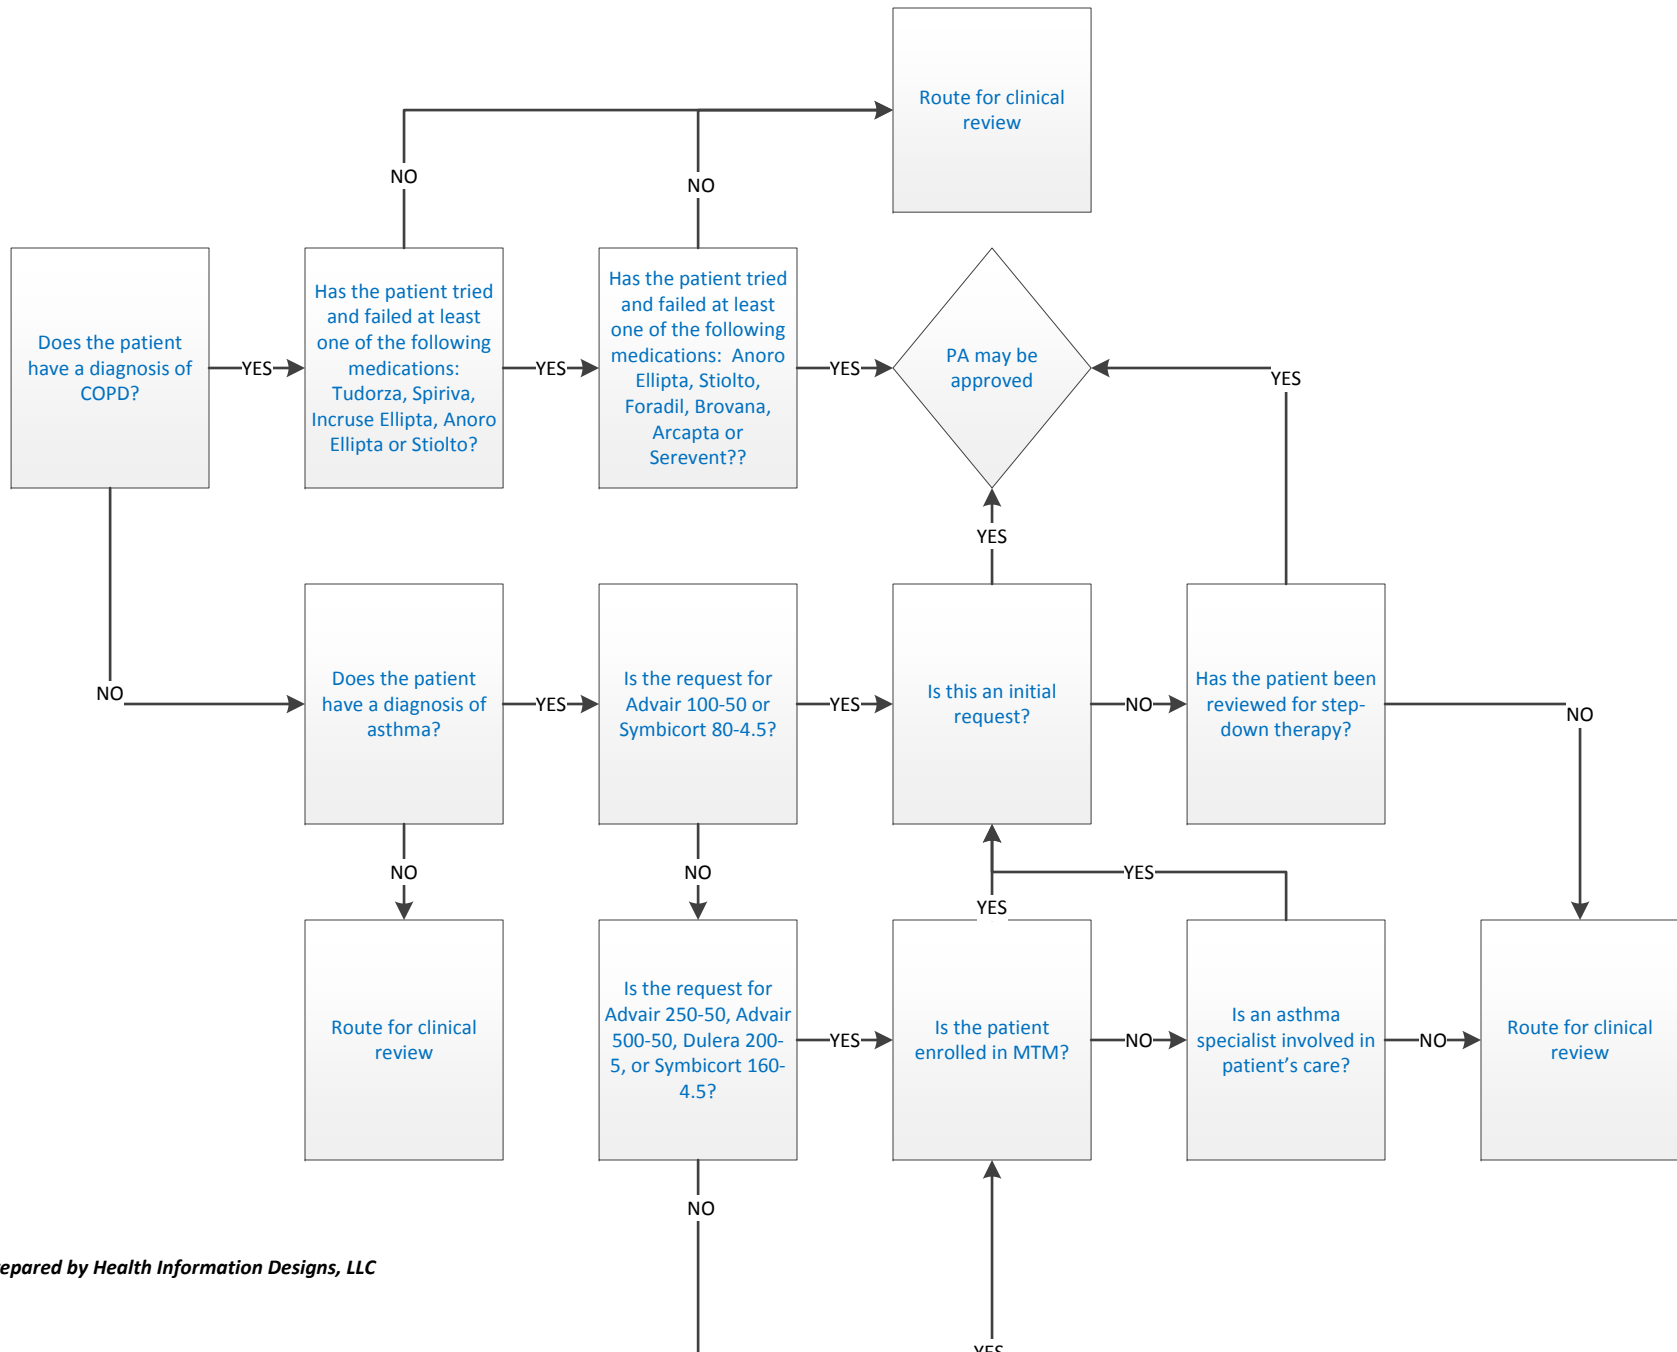 Route for clinical
review
NO
NO
Does the patient
have a diagnosis of
COPD?
YES
Has the patient tried
and failed at least
one of the following
medications:
Tudorza, Spiriva,
Incruse Ellipta, Anoro
Ellipta or Stiolto?
YES
Has the patient tried
and failed at least
one of the following
medications:  Anoro
Ellipta, Stiolto,
Foradil, Brovana,
Arcapta or
Serevent??
YES
PA may be
approved
YES
YES
NO
Does the patient
have a diagnosis of
asthma?
YES
Is the request for
Advair 100-50 or
Symbicort 80-4.5?
YES
Is this an initial
request?
NO
Has the patient been
reviewed for step-
down therapy?
NO
NO
NO
YES
YES
Route for clinical
review
Is the request for
Advair 250-50, Advair
500-50, Dulera 200-
5, or Symbicort 160-
4.5?
YES
Is the patient
enrolled in MTM?
NO
Is an asthma
specialist involved in
patient’s care?
NO
Route for clinical
review
NO
epared by Health Information Designs, LLC
YES